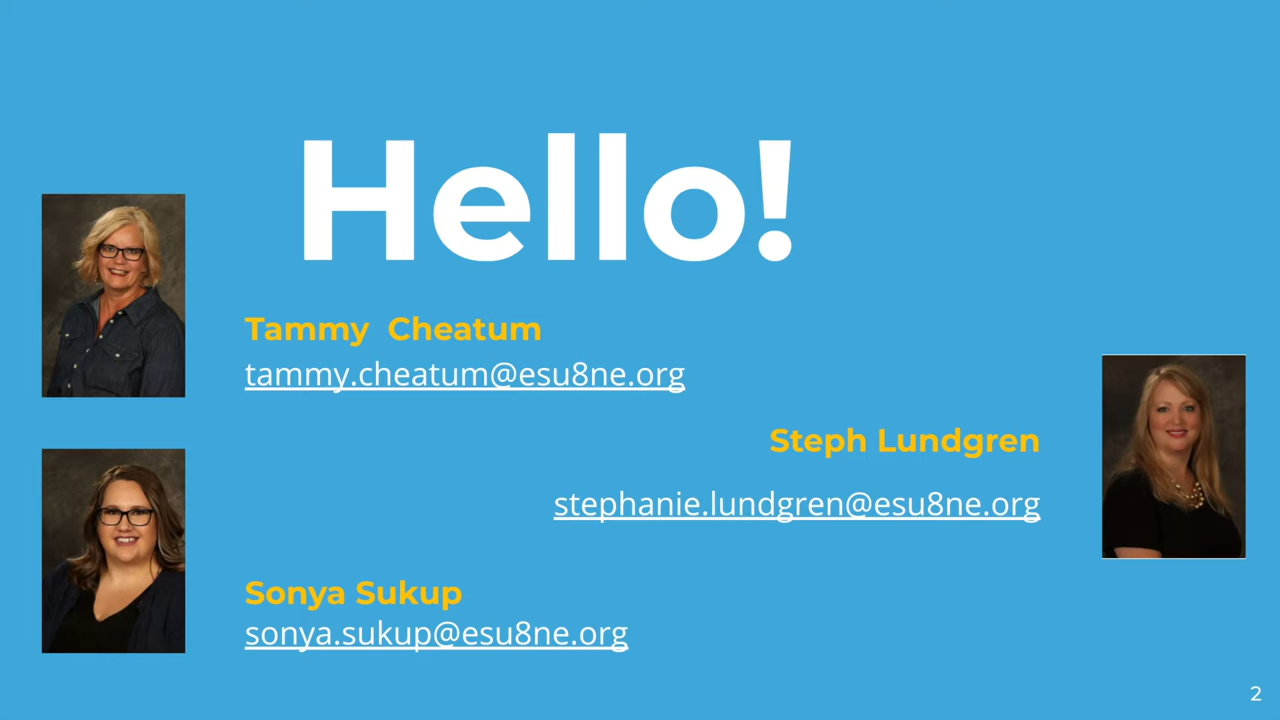 Hello!
Tammy  Cheatum
tammy.cheatum@esu8ne.org
Steph Lundgren
stephanie.lundgren@esu8ne.org
Sonya Sukup
sonya.sukup@esu8ne.org
2